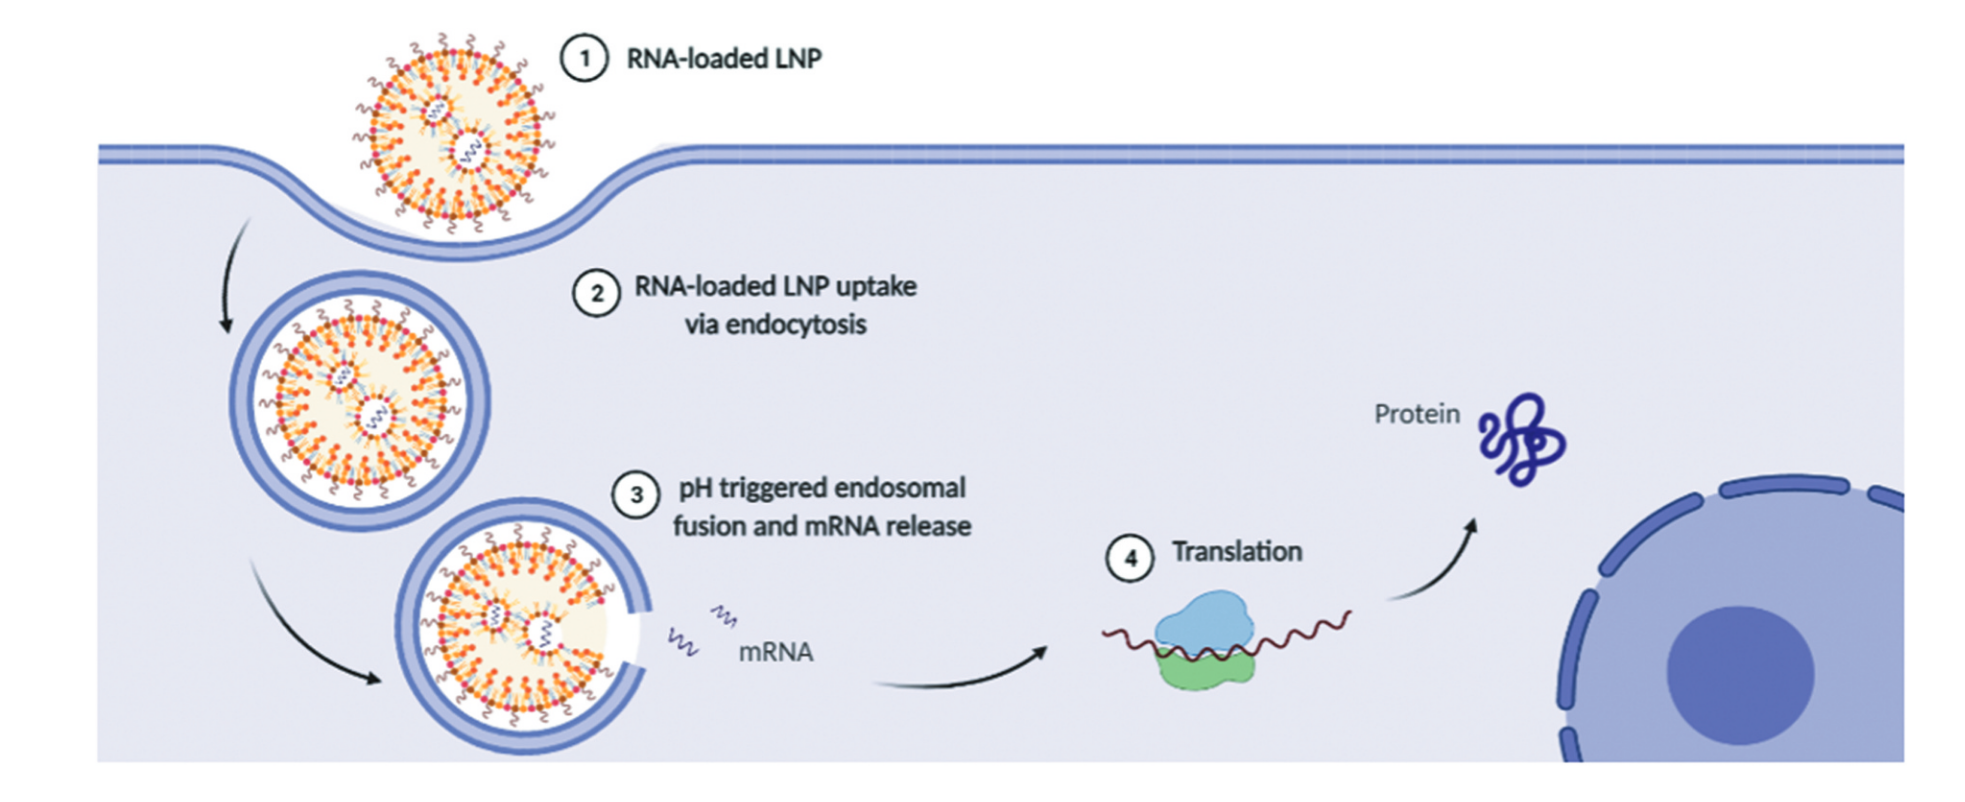 1 RNA-loaded LNP
2 RNA-loaded LNP uptake
via endocytosis
3 pH triggered endosomal
fusion and mRNA release
mRNA
4 Translation
Protein